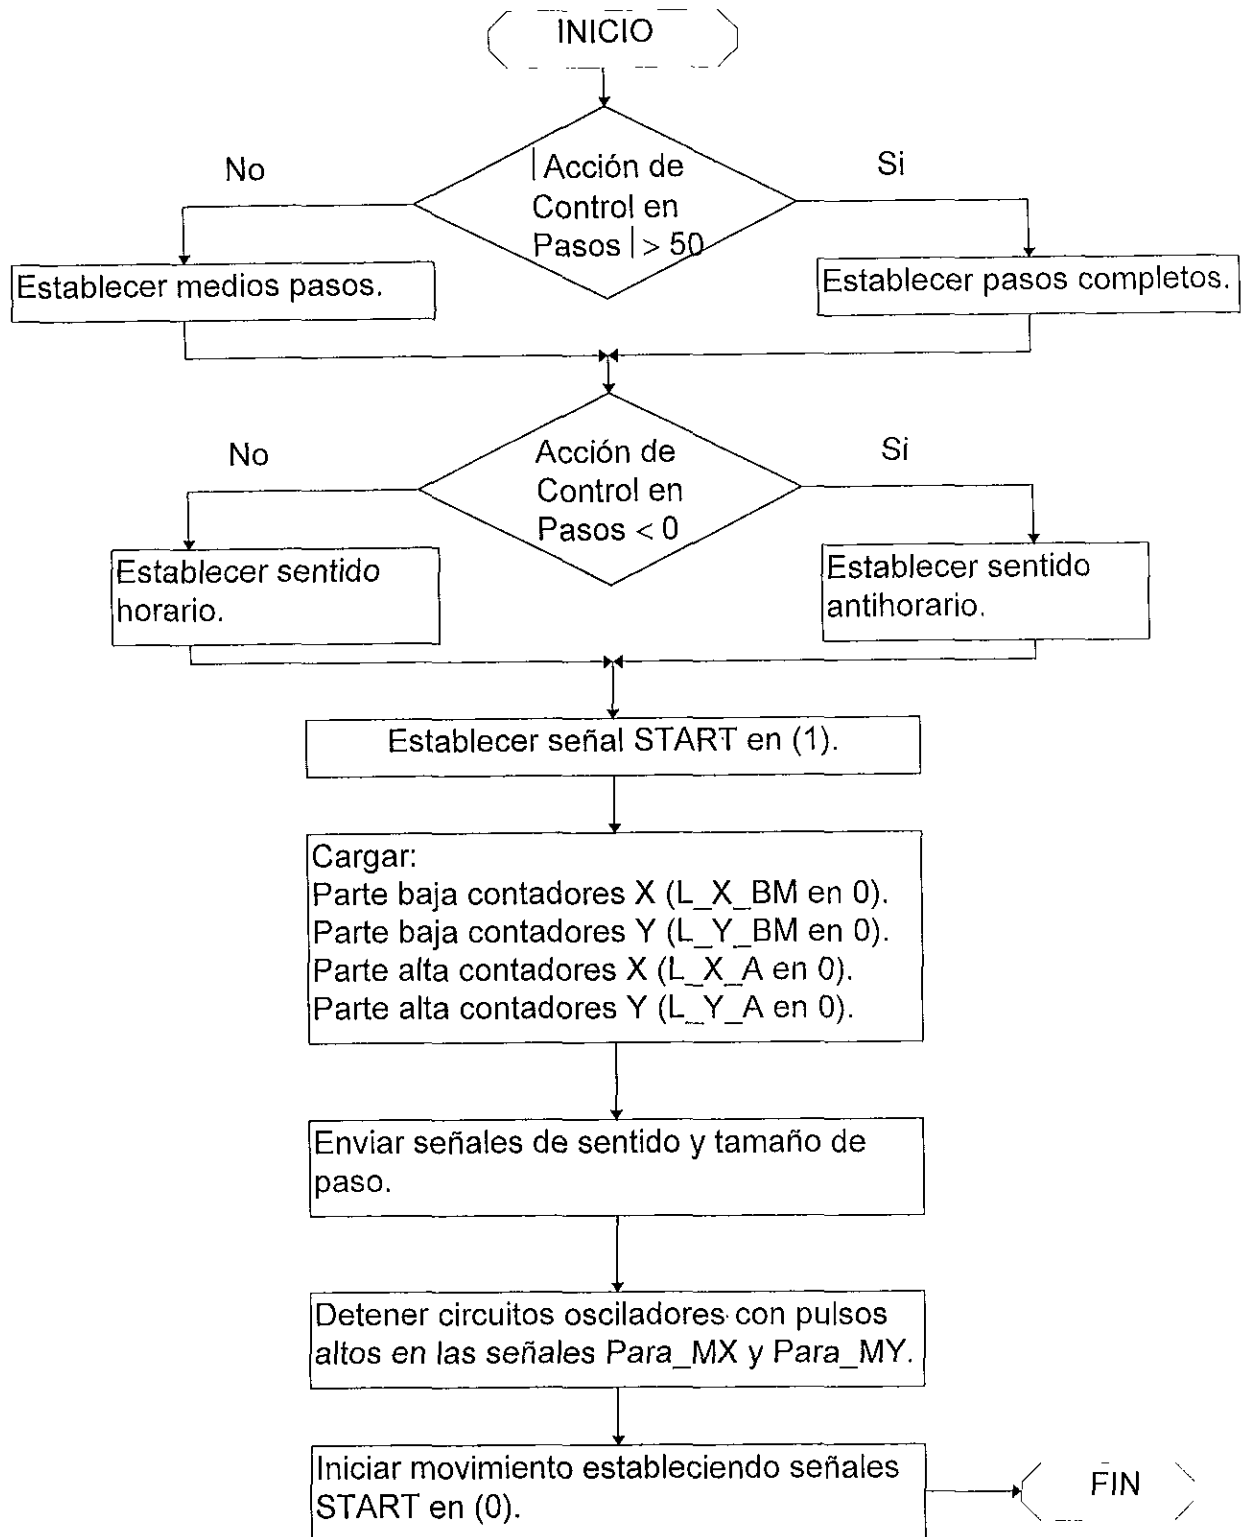 INICIO
No
|Acción de
Control en
Pasos| > 50
Si
Establecer medios pasos.
Establecer pasos completos.
No
Acción de
Control en
Pasos < 0
Si
Establecer sentido
horario.
Establecer sentido
antihorario.
Establecer señal START en (1).
Cargar:
Parte baja contadores X (L_X_BM en 0).
Parte baja contadores Y (L_Y_BM en 0).
Parte alta contadores X (L_X_A en 0).
Parte alta contadores Y (L_Y_A en 0).
Enviar señales de sentido y tamaño de
paso.
Detener circuitos osciladores con pulsos
altos en las señales Para_MX y Para_MY.
Iniciar movimiento estableciendo señales
START en (0).
FIN